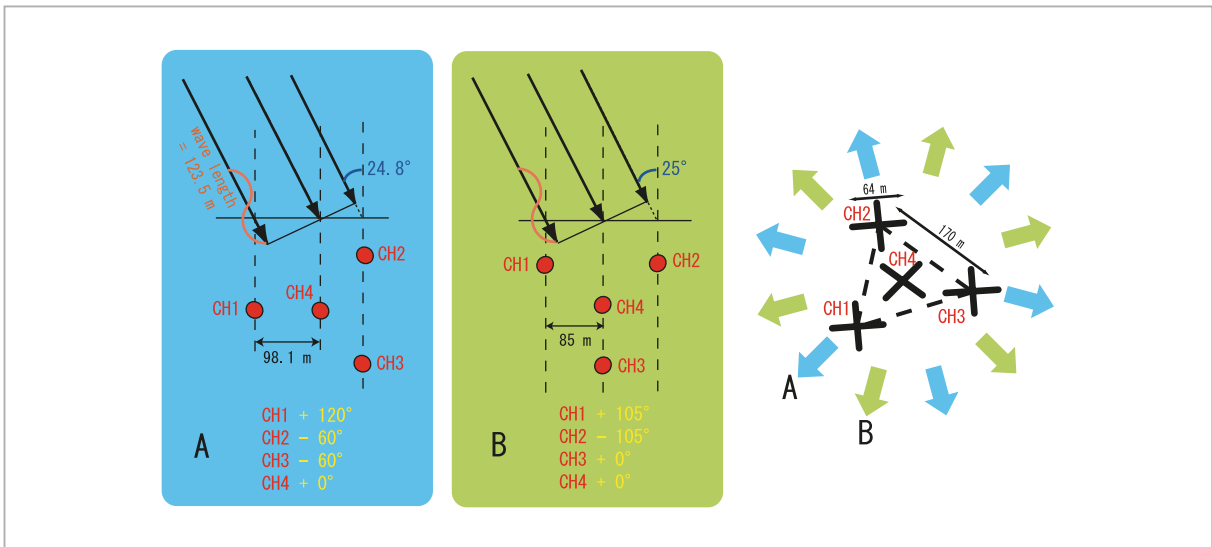 wave length
= 123.5 m
24.8°
CH2
CH1
CH4
98.1 m
CH3
A
CH1 + 120°
CH2 − 60°
CH3 − 60°
CH4 + 0°
25°
CH1
CH2
CH4
85 m
CH3
B
CH1 + 105°
CH2 − 105°
CH3 + 0°
CH4 + 0°
64 m
CH2
170 m
CH4
CH1
CH3
A
B